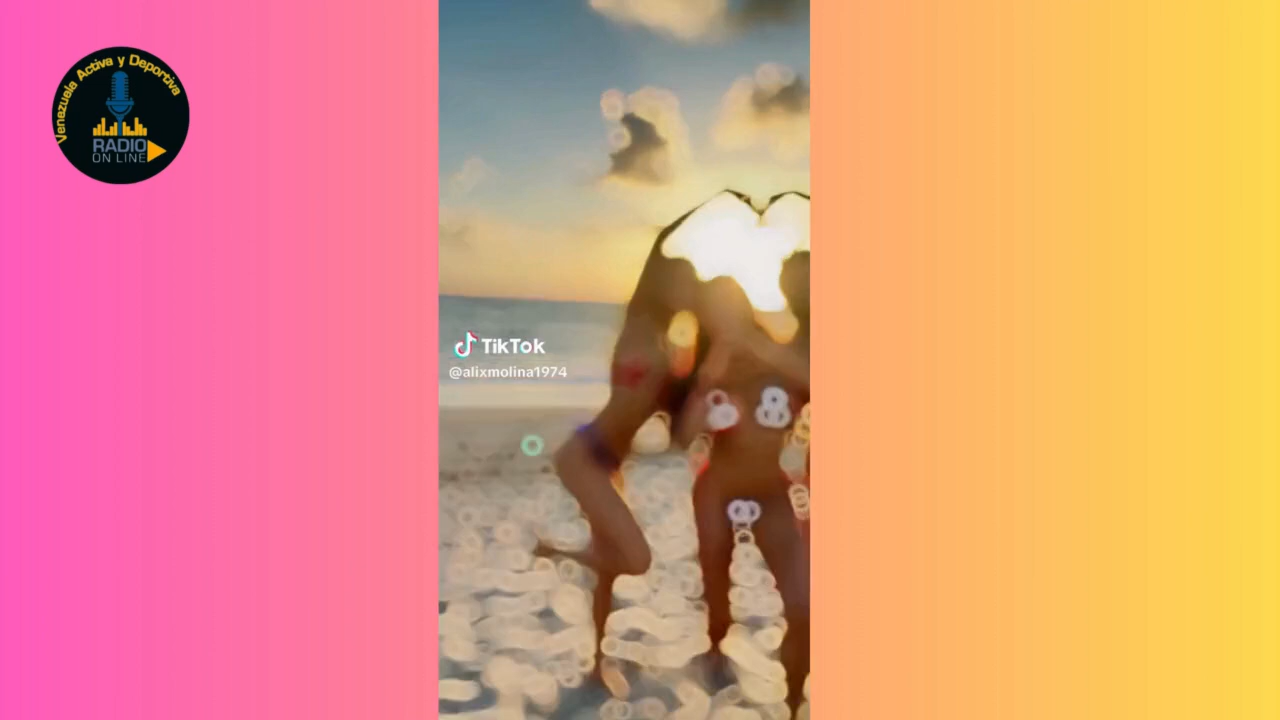 Venezuela Activa y Deportiva
RADIO
ON LINE
TikTok
@alixmolina1974